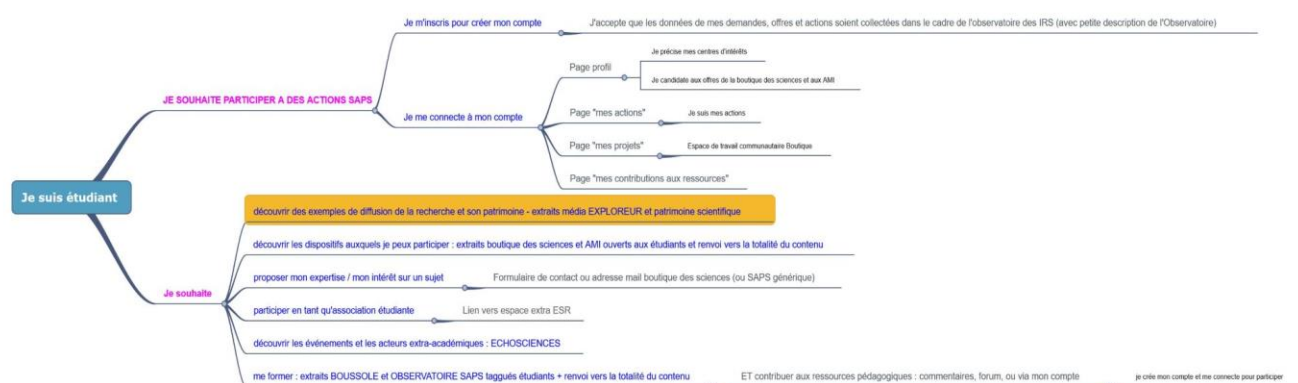 Je m'inscris pour créer mon compte
J'accepte que les données de mes demandes, offres et actions soient collectées dans le cadre de l'observatoire des IRS (avec petite description de l'Observatoire)
Je précise mes centres d'intérêts
Page profil
Je candidate aux offres de la boutique des sciences et aux AMI
JE SOUHAITE PARTICIPER A DES ACTIONS SAPS
Je me connecte à mon compte
Page "mes actions"
Je suis mes actions
Page "mes projets"
Espace de travail communautaire Boutique
Page "mes contributions aux ressources"
Je suis étudiant
découvrir des exemples de diffusion de la recherche et son patrimoine - extraits média EXPLOREUR et patrimoine scientifique
découvrir les dispositifs auxquels je peux participer : extraits boutique des sciences et AMI ouverts aux étudiants et renvoi vers la totalité du contenu
proposer mon expertise / mon intérêt sur un sujet
Formulaire de contact ou adresse mail boutique des sciences (ou SAPS générique)
Je souhaite
participer en tant qu'association étudiante
Lien vers espace extra ESR
découvrir les événements et les acteurs extra-académiques : ECHOSCIENCES
me former : extraits BOUSSOLE et OBSERVATOIRE SAPS taggués étudiants + renvoi vers la totalité du contenu
ET contribuer aux ressources pédagogiques : commentaires, forum, ou via mon compte
je crée mon compte et me connecte pour participer